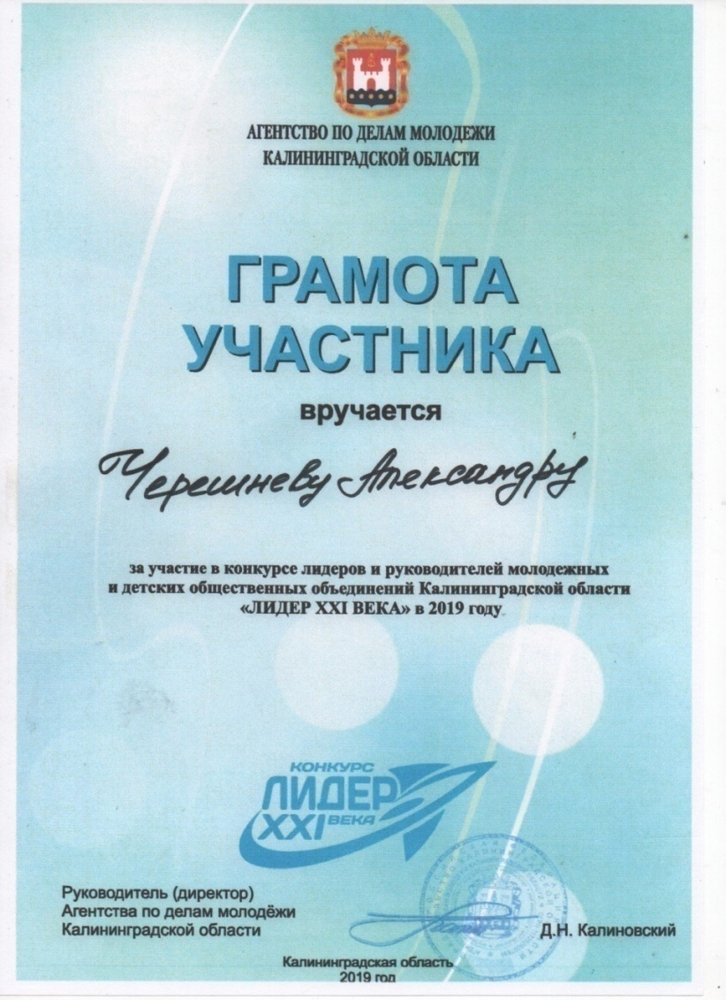 АГЕНТСТВО ПО ДЕЛАМ МОЛОДЕЖИ
КАЛИНИНГРАДСКОЙ ОБЛАСТИ
ГРАМОТА
УЧАСТНИКА
вручается
Черешневу Александру
за участие в конкурсе лидеров и руководителей молодежных
и детских общественных объединений Калининградской области
«ЛИДЕР XXI ВЕКА» в 2019 году
КОНКУРС
ЛИДЕР
XXI ВЕКА
Руководитель (директор)
Агентства по делам молодёжи
Калининградской области
Д.Н. Калиновский
Калининградская область
2019 год